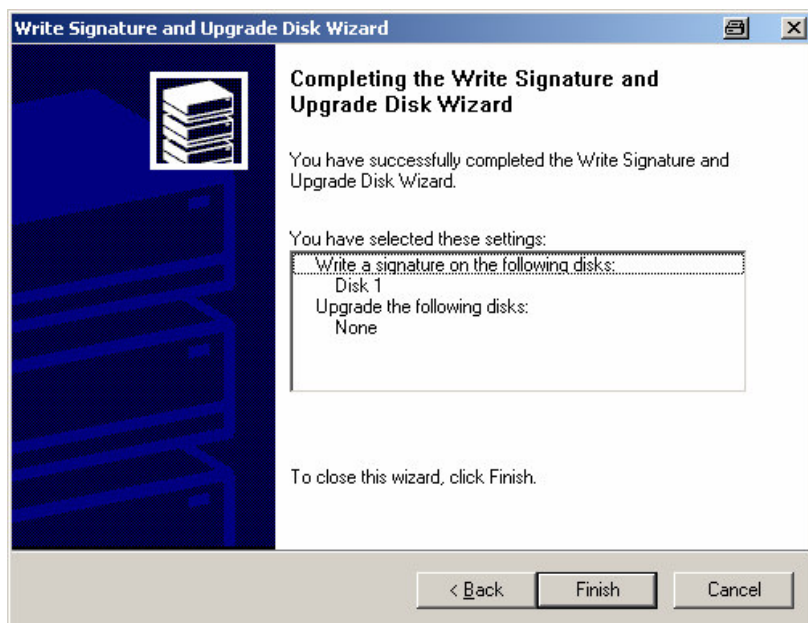 Write Signature and Upgrade Disk Wizard
Completing the Write Signature and
Upgrade Disk Wizard
You have successfully completed the Write Signature and
Upgrade Disk Wizard.
You have selected these settings:
Write a signature on the following disks:
Disk 1
Upgrade the following disks:
None
To close this wizard, click Finish.
< Back Finish Cancel